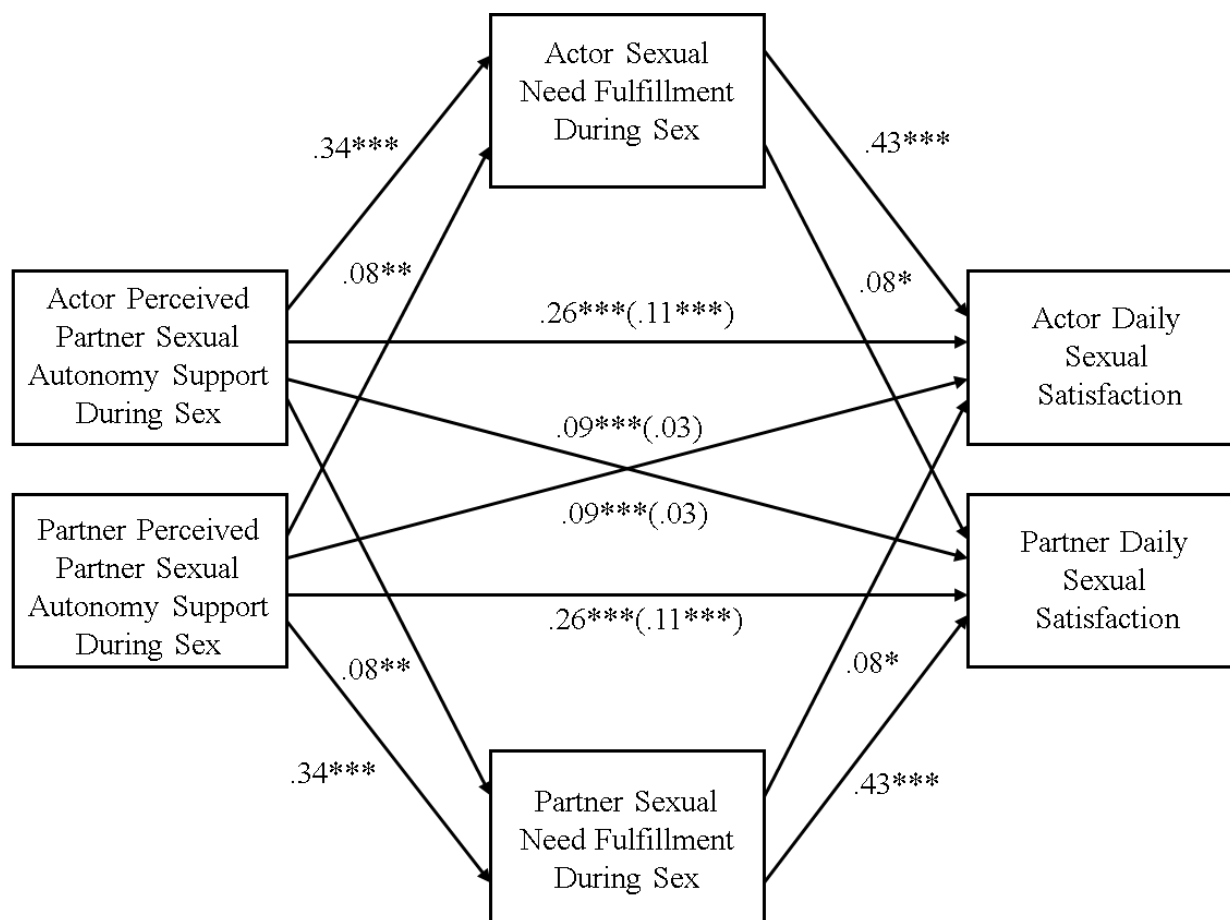 Actor Sexual
Need Fulfillment
During Sex
.34***
.43***
.08**
.08*
Actor Perceived
Partner Sexual
Autonomy Support
During Sex
.26***(.11***)
Actor Daily
Sexual
Satisfaction
.09***(.03)
.09***(.03)
Partner Perceived
Partner Sexual
Autonomy Support
During Sex
.26***(.11***)
Partner Daily
Sexual
Satisfaction
.08**
.08*
.34***
.43***
Partner Sexual
Need Fulfillment
During Sex